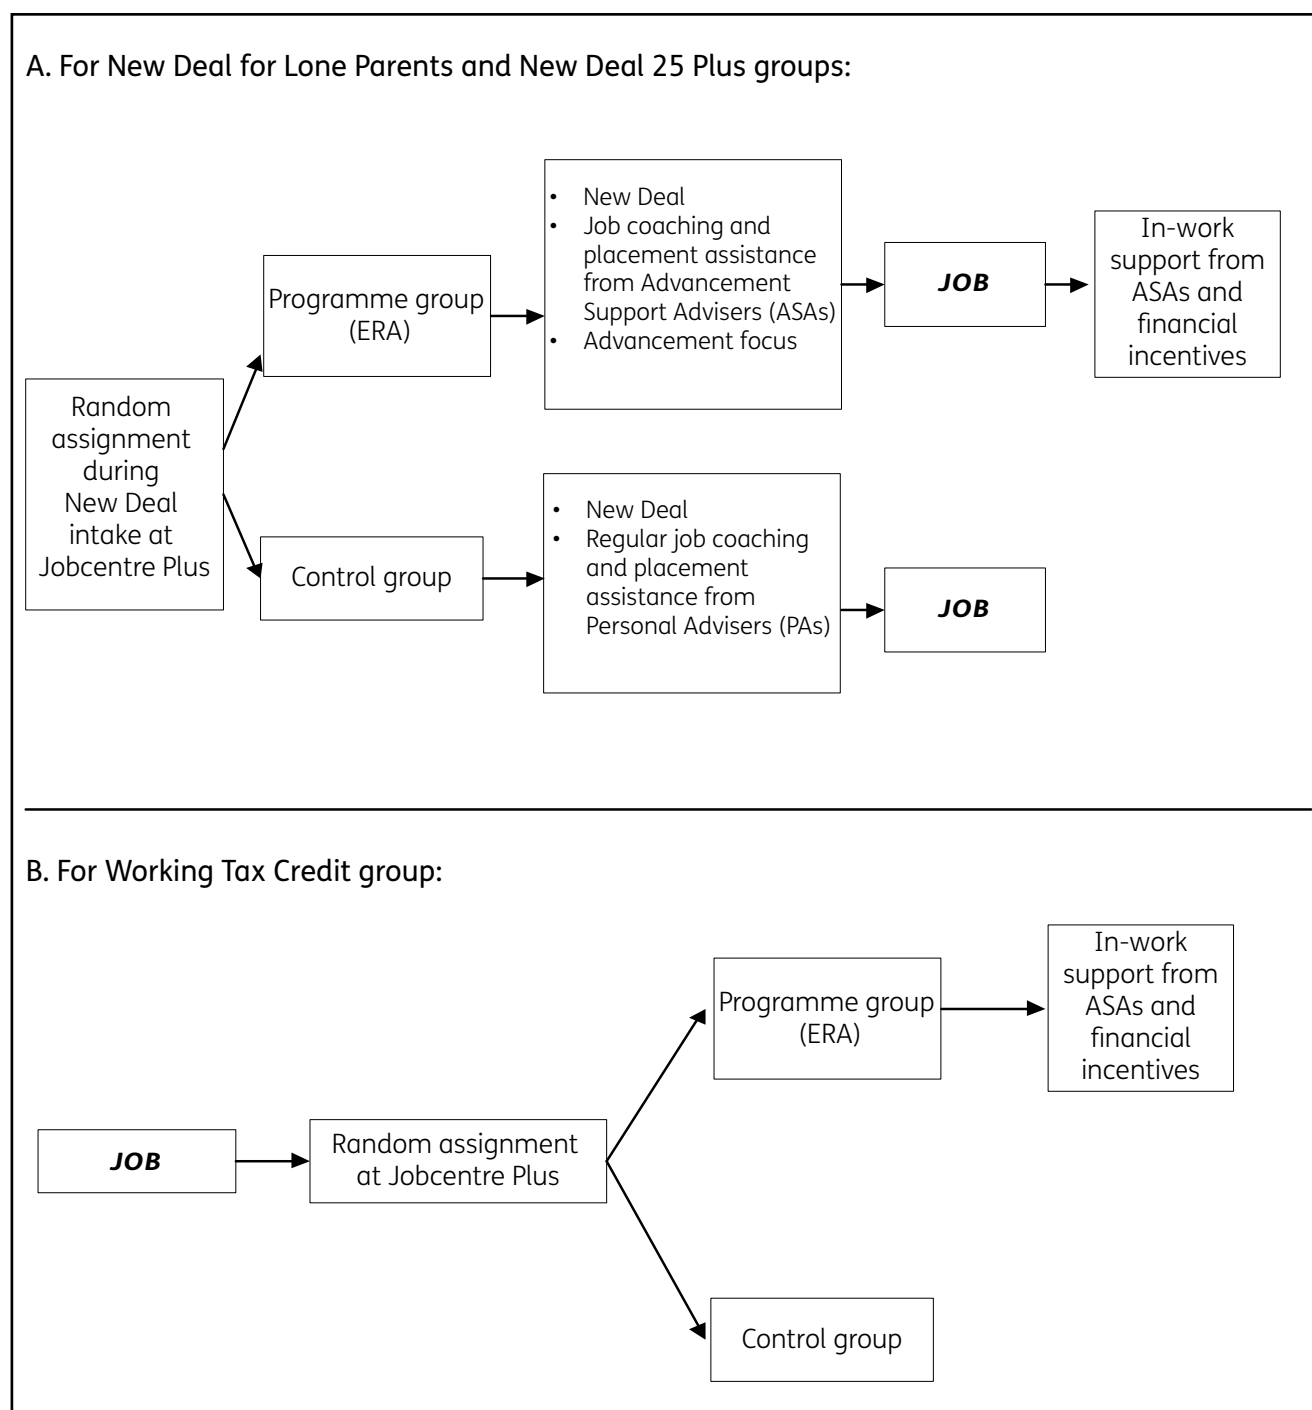 A. For New Deal for Lone Parents and New Deal 25 Plus groups:
Random
assignment
during
New Deal
intake at
Jobcentre Plus
Programme group
(ERA)
• New Deal
• Job coaching and
placement assistance
from Advancement
Support Advisers (ASAs)
• Advancement focus
JOB
In-work
support from
ASAs and
financial
incentives
Control group
• New Deal
• Regular job coaching
and placement
assistance from
Personal Advisers (PAs)
JOB
B. For Working Tax Credit group:
JOB
Random assignment
at Jobcentre Plus
Programme group
(ERA)
In-work
support from
ASAs and
financial
incentives
Control group